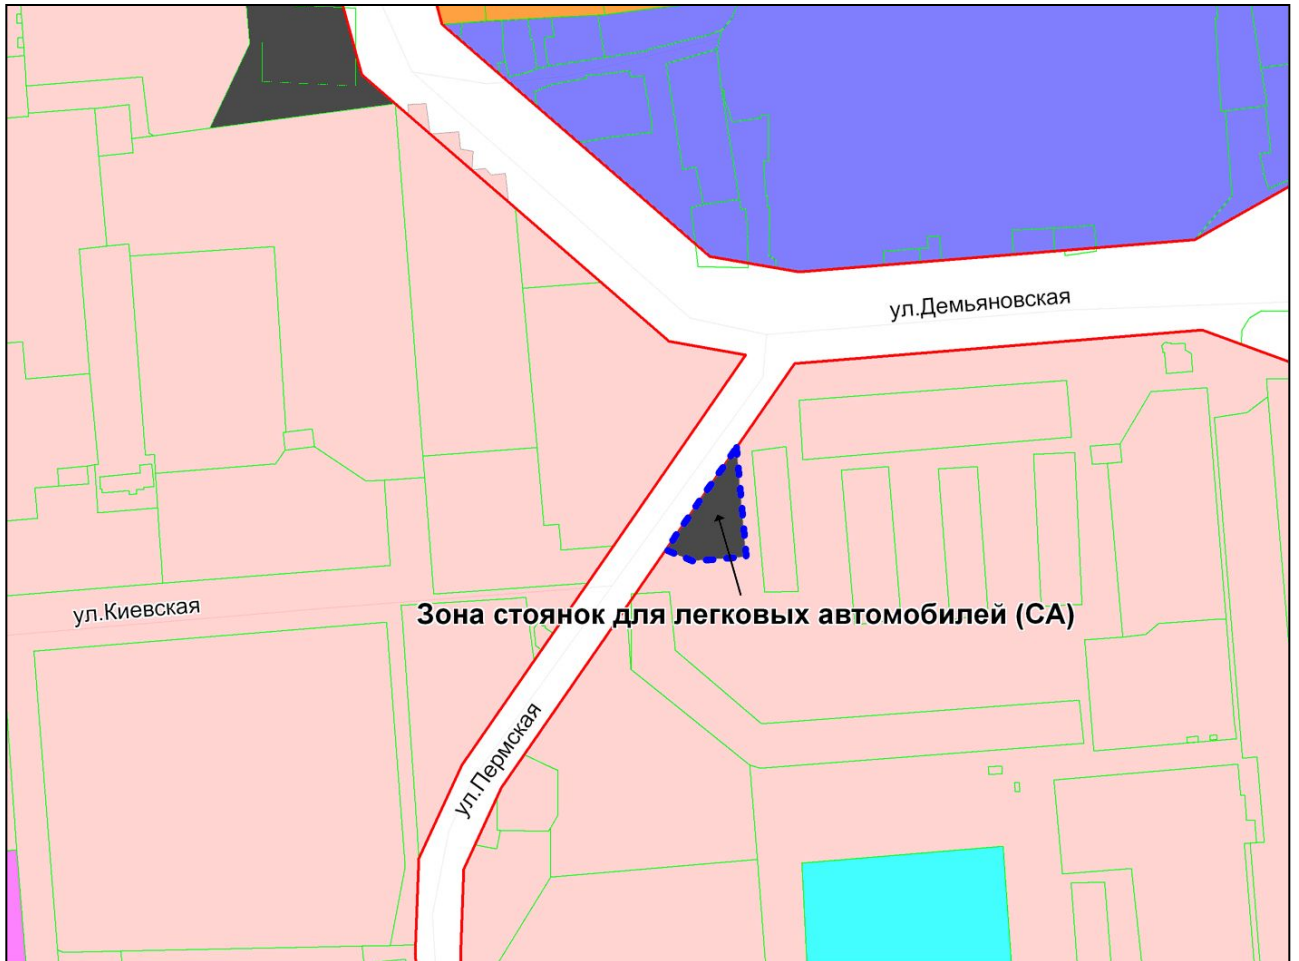 ул.Демьяновская
ул.Киевская
Зона стоянок для легковых автомобилей (СА)
ул.Пермская